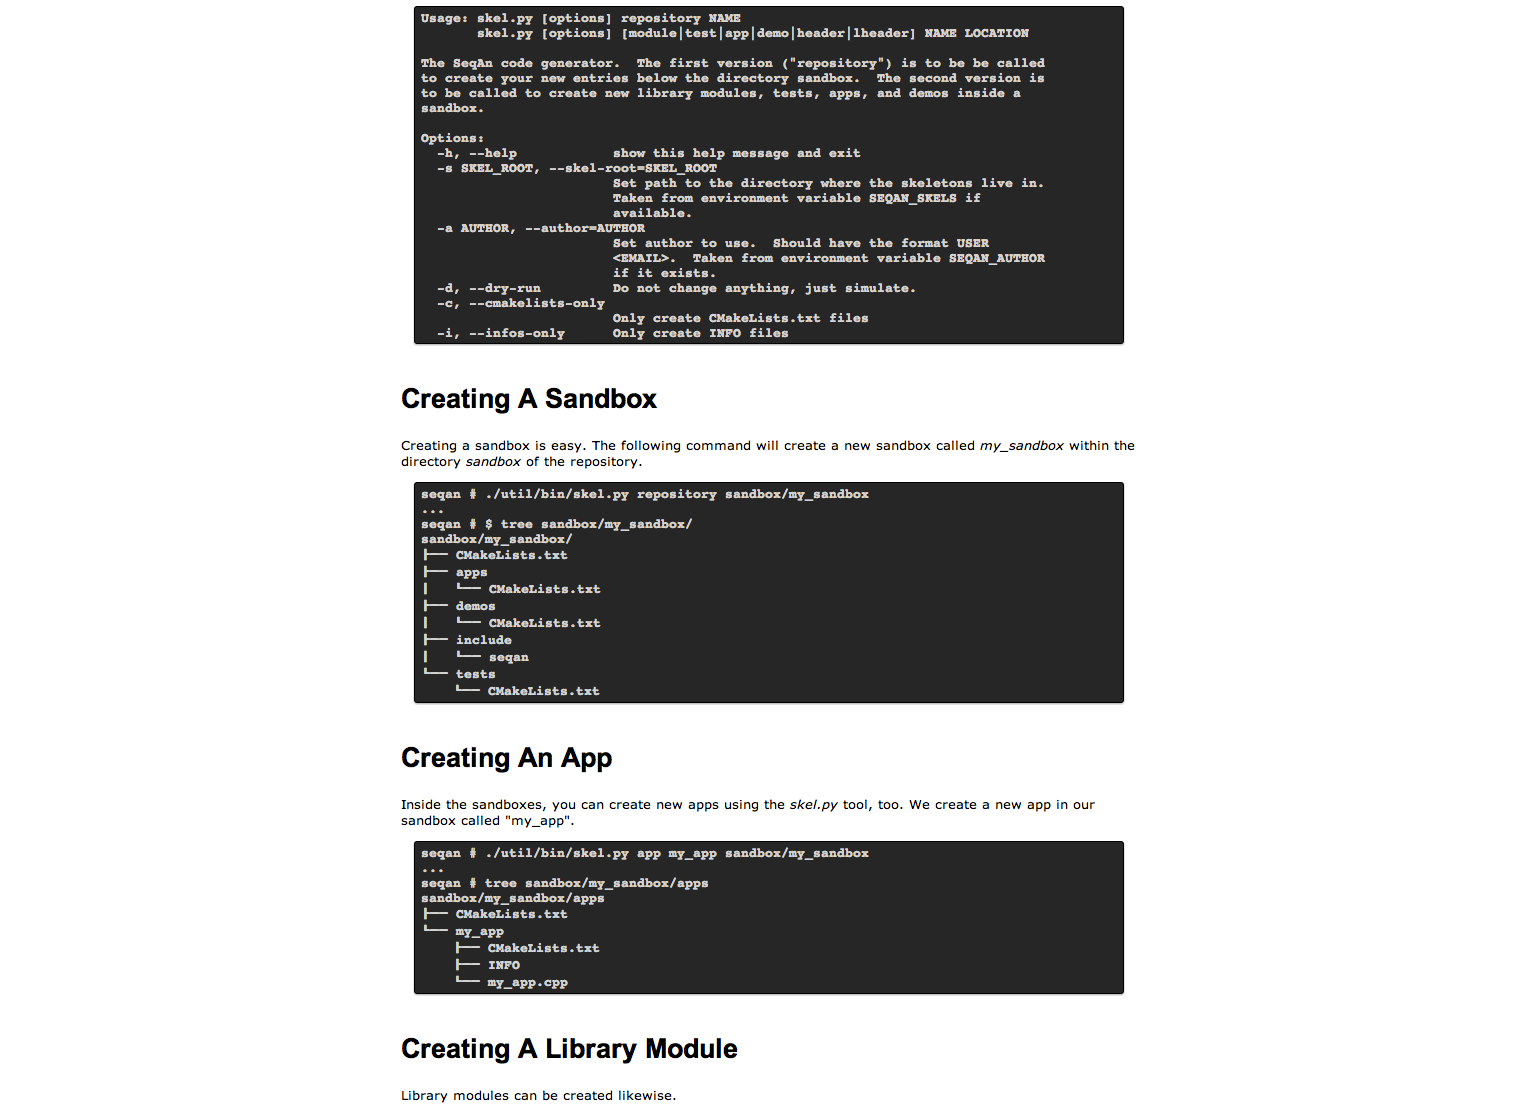 Usage: skel.py [options] repository NAME
       skel.py [options] [module|test|app|demo|header|lheader] NAME LOCATION
The SeqAn code generator.  The first version ("repository") is to be be called
to create your new entries below the directory sandbox.  The second version is
to be called to create new library modules, tests, apps, and demos inside a
sandbox.
Options:
  -h, --help            show this help message and exit
  -s SKEL_ROOT, --skel-root=SKEL_ROOT
                        Set path to the directory where the skeletons live in.
                        Taken from environment variable SEQAN_SKELS if
                        available.
  -a AUTHOR, --author=AUTHOR
                        Set author to use.  Should have the format USER
                        <EMAIL>.  Taken from environment variable SEQAN_AUTHOR
                        if it exists.
  -d, --dry-run         Do not change anything, just simulate.
  -c, --cmakelists-only
                        Only create CMakeLists.txt files
  -i, --infos-only      Only create INFO files
Creating A Sandbox
Creating a sandbox is easy. The following command will create a new sandbox called my_sandbox within the
directory sandbox of the repository.
seqan # ./util/bin/skel.py repository sandbox/my_sandbox
...
seqan # $ tree sandbox/my_sandbox/
sandbox/my_sandbox/
├── CMakeLists.txt
├── apps
│   └── CMakeLists.txt
├── demos
│   └── CMakeLists.txt
├── include
│   └── seqan
└── tests
    └── CMakeLists.txt
Creating An App
Inside the sandboxes, you can create new apps using the skel.py tool, too. We create a new app in our
sandbox called "my_app".
seqan # ./util/bin/skel.py app my_app sandbox/my_sandbox
...
seqan # tree sandbox/my_sandbox/apps
sandbox/my_sandbox/apps
├── CMakeLists.txt
└── my_app
    ├── CMakeLists.txt
    ├── INFO
    └── my_app.cpp
Creating A Library Module
Library modules can be created likewise.